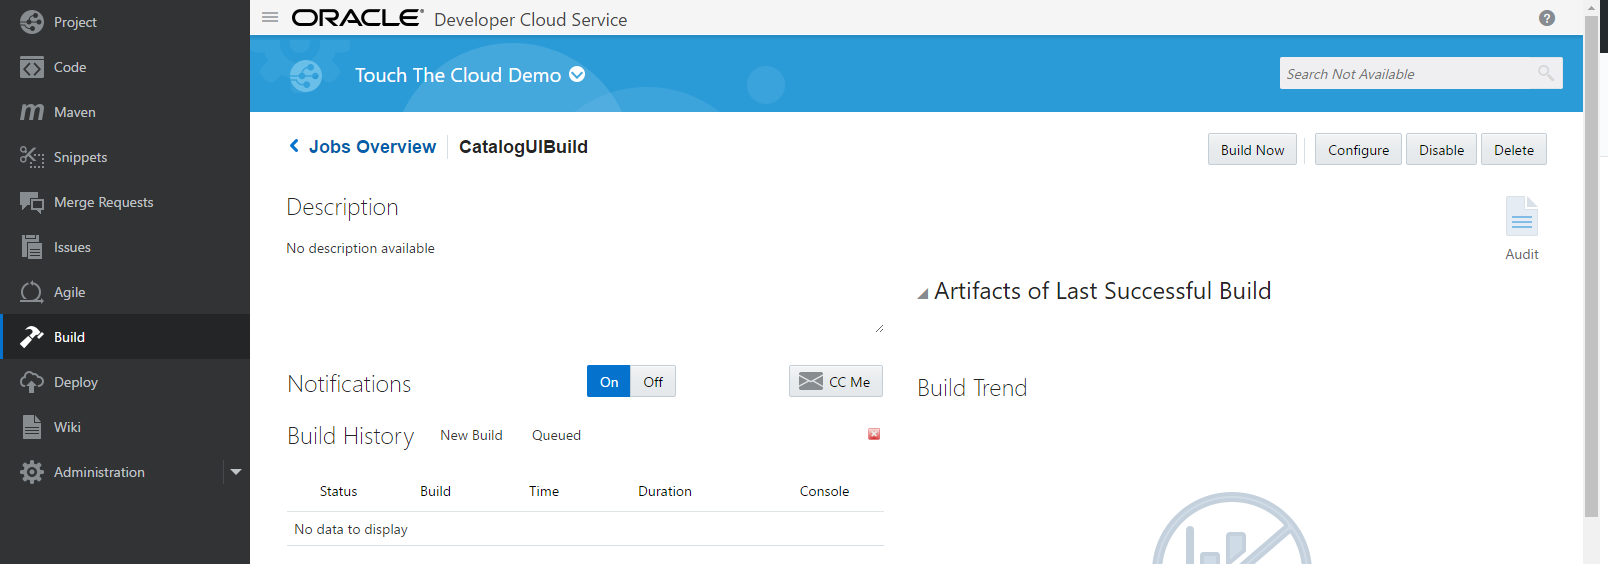 Project
Code
Maven
Snippets
Merge Requests
Issues
Agile
Build
Deploy
Wiki
Administration
ORACLE® Developer Cloud Service
Touch The Cloud Demo
Search Not Available
Jobs Overview CatalogUIBuild
Build Now Configure Disable Delete
Description
No description available
Audit
Artifacts of Last Successful Build
Notifications On Off CC Me
Build Trend
Build History New Build Queued
Status Build Time Duration Console
No data to display